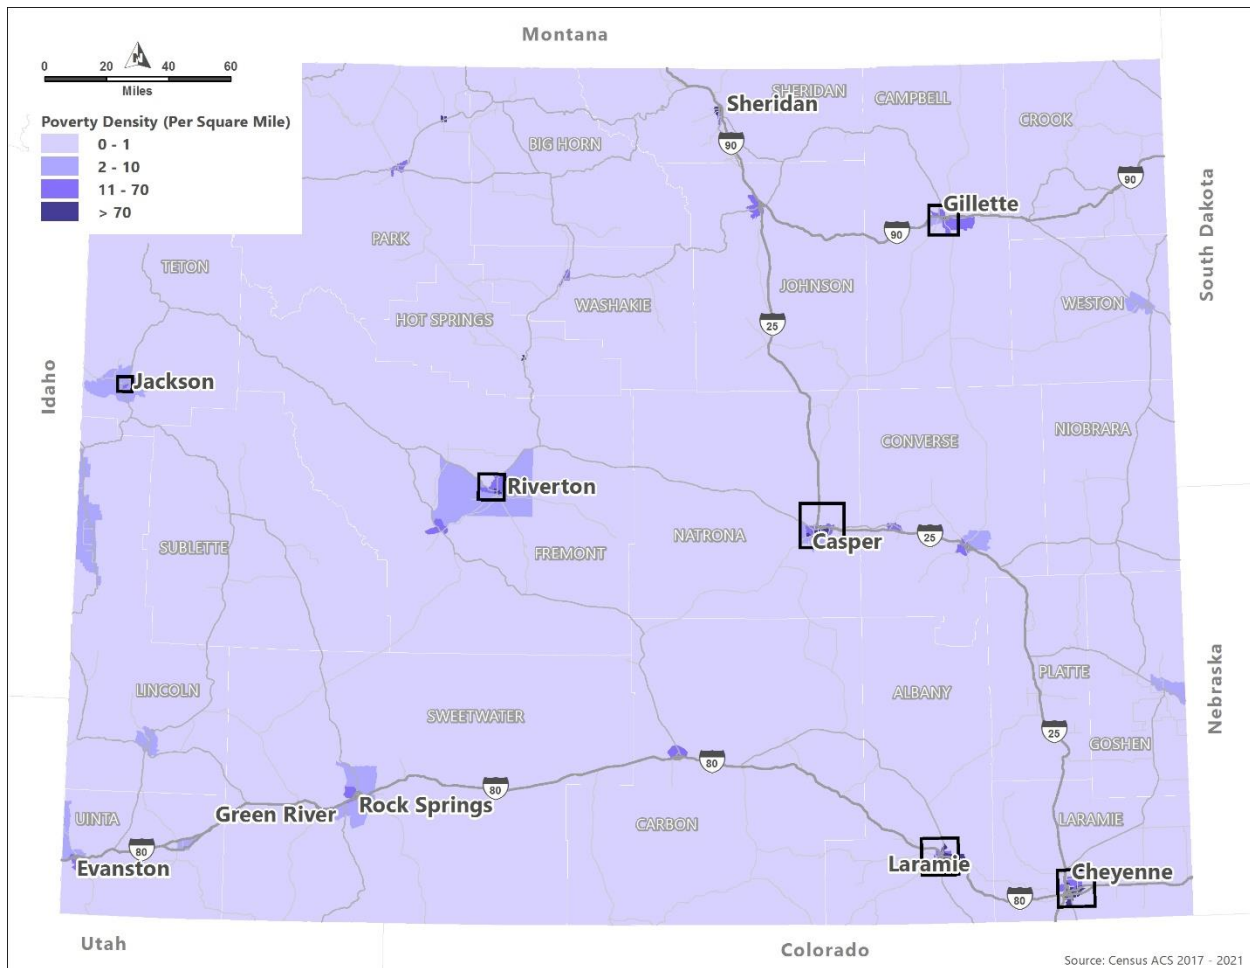 Montana
N
0 20 40 60
Miles
Poverty Density (Per Square Mile)
0 - 1
2 - 10
11 - 70
> 70
Sheridan
SHERIDAN
CAMPBELL
CROOK
BIG HORN
90
90
Gillette
90
South Dakota
PARK
TETON
JOHNSON
WASHAKIE
WESTON
HOT SPRINGS
25
Idaho
Jackson
NIOBRARA
CONVERSE
Riverton
NATRONA
Casper
25
SUBLETTE
FREMONT
PLATTE
Nebraska
LINCOLN
ALBANY
SWEETWATER
25
GOSHEN
80
80
Rock Springs
Green River
UINTA
CARBON
LARAMIE
80
Evanston
Laramie
Cheyenne
80
Utah
Colorado
Source: Census ACS 2017 - 2021